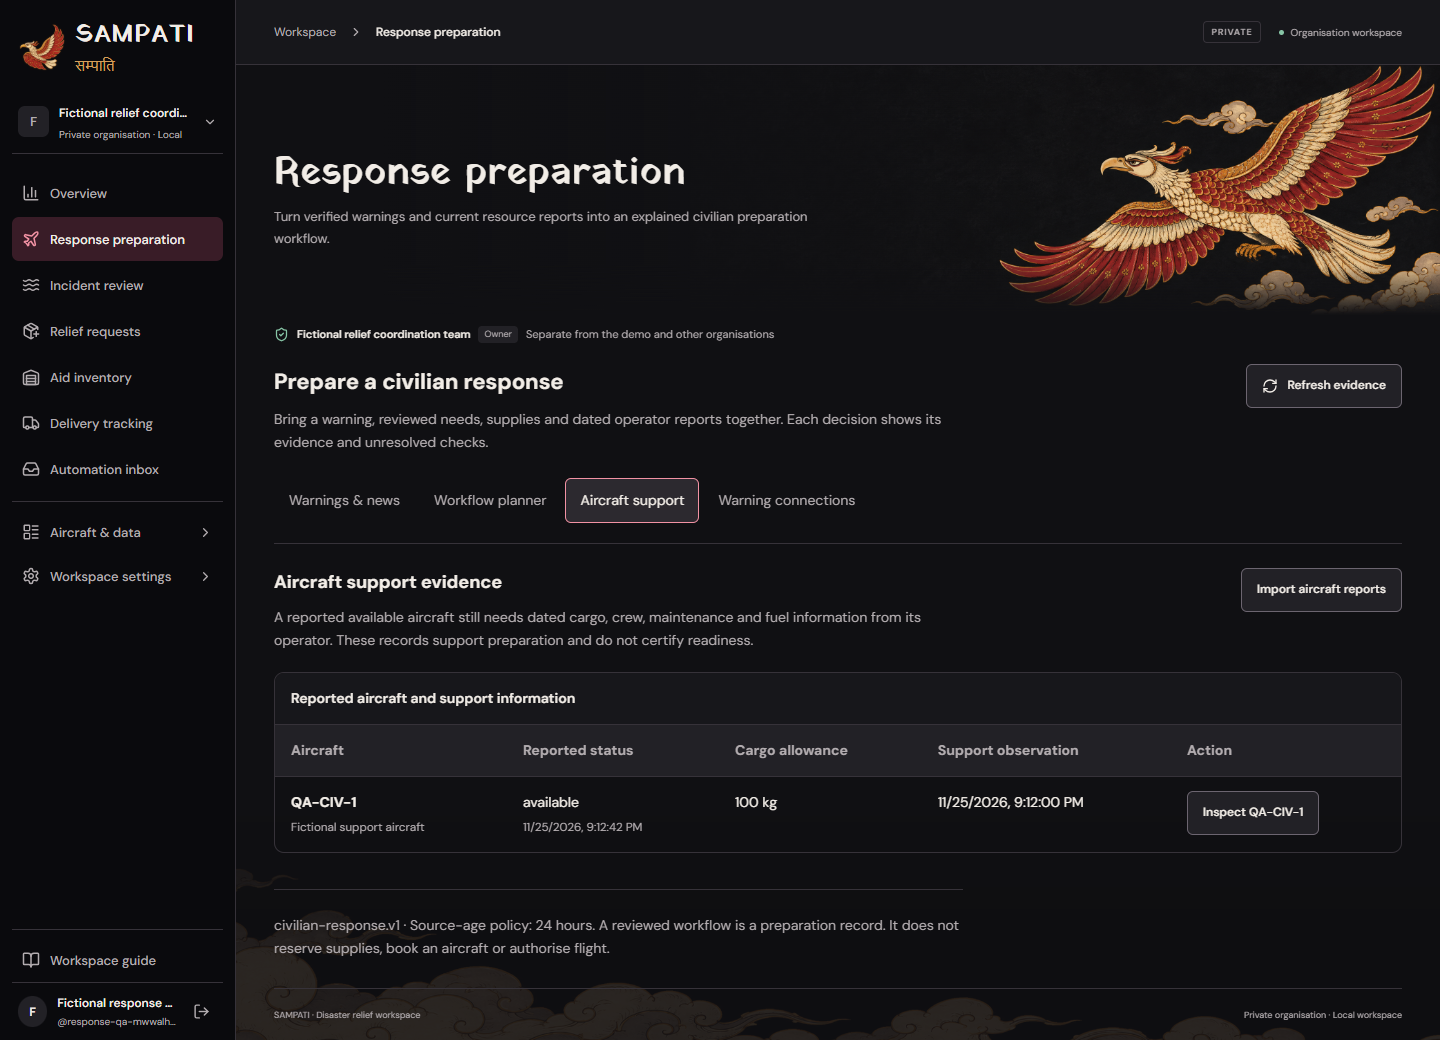 SAMPATI
सम्पाति
F
Fictional relief coordi...
Private organisation · Local
Overview
Response preparation
Incident review
Relief requests
Aid inventory
Delivery tracking
Automation inbox
Aircraft & data
Workspace settings
Workspace guide
F
Fictional response ...
@response-qa-mwwalh...
Workspace > Response preparation
PRIVATE
Organisation workspace
Response preparation
Turn verified warnings and current resource reports into an explained civilian preparation
workflow.
Fictional relief coordination team Owner Separate from the demo and other organisations
Prepare a civilian response
Refresh evidence
Bring a warning, reviewed needs, supplies and dated operator reports together. Each decision shows its
evidence and unresolved checks.
Warnings & news Workflow planner Aircraft support Warning connections
Aircraft support evidence
Import aircraft reports
A reported available aircraft still needs dated cargo, crew, maintenance and fuel information from its
operator. These records support preparation and do not certify readiness.
Reported aircraft and support information
Aircraft Reported status Cargo allowance Support observation Action
QA-CIV-1 available 100 kg 11/25/2026, 9:12:00 PM Inspect QA-CIV-1
Fictional support aircraft 11/25/2026, 9:12:42 PM
civilian-response.v1 · Source-age policy: 24 hours. A reviewed workflow is a preparation record. It does not
reserve supplies, book an aircraft or authorise flight.
SAMPATI · Disaster relief workspace
Private organisation · Local workspace